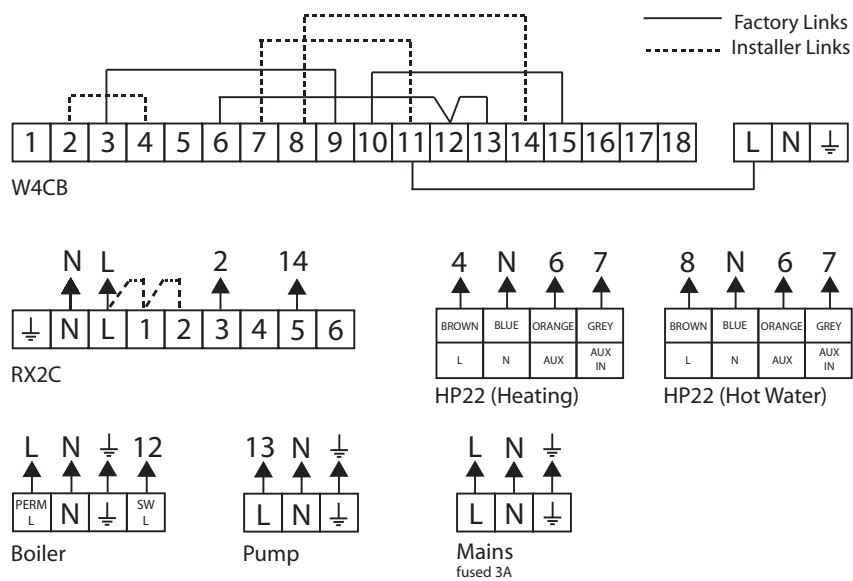 Factory Links
Installer Links
1 2 3 4 5 6 7 8 9 10 11 12 13 14 15 16 17 18 L N ⏚
W4CB
N L 2 14
⏚ N L 1 2 3 4 5 6
RX2C
4 N 6 7
BROWN BLUE ORANGE GREY
L N AUX AUX IN
HP22 (Heating)
8 N 6 7
BROWN BLUE ORANGE GREY
L N AUX AUX IN
HP22 (Hot Water)
L N ⏚ 12
PERM L N ⏚ SW L
Boiler
13 N ⏚
L N ⏚
Pump
L N ⏚
L N ⏚
Mains
fused 3A